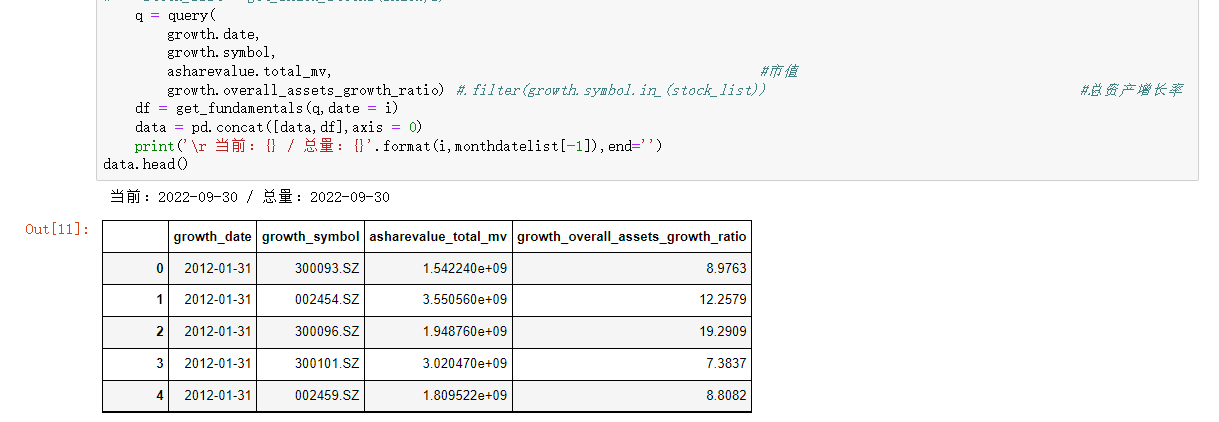 q = query(
growth.date,
growth.symbol,
asharevalue.total_mv, #市值
growth.overall_assets_growth_ratio) #.filter(growth.symbol.in_(stock_list)) #总资产增长率
df = get_fundamentals(q,date = i)
data = pd.concat([data,df],axis = 0)
print('\r 当前：{} / 总量：{}'.format(i,monthdatelist[-1]),end='')
data.head()
当前：2022-09-30 / 总量：2022-09-30
Out[11]:
growth_date growth_symbol asharevalue_total_mv growth_overall_assets_growth_ratio
0 2012-01-31 300093.SZ 1.542240e+09 8.9763
1 2012-01-31 002454.SZ 3.550560e+09 12.2579
2 2012-01-31 300096.SZ 1.948760e+09 19.2909
3 2012-01-31 300101.SZ 3.020470e+09 7.3837
4 2012-01-31 002459.SZ 1.809522e+09 8.8082